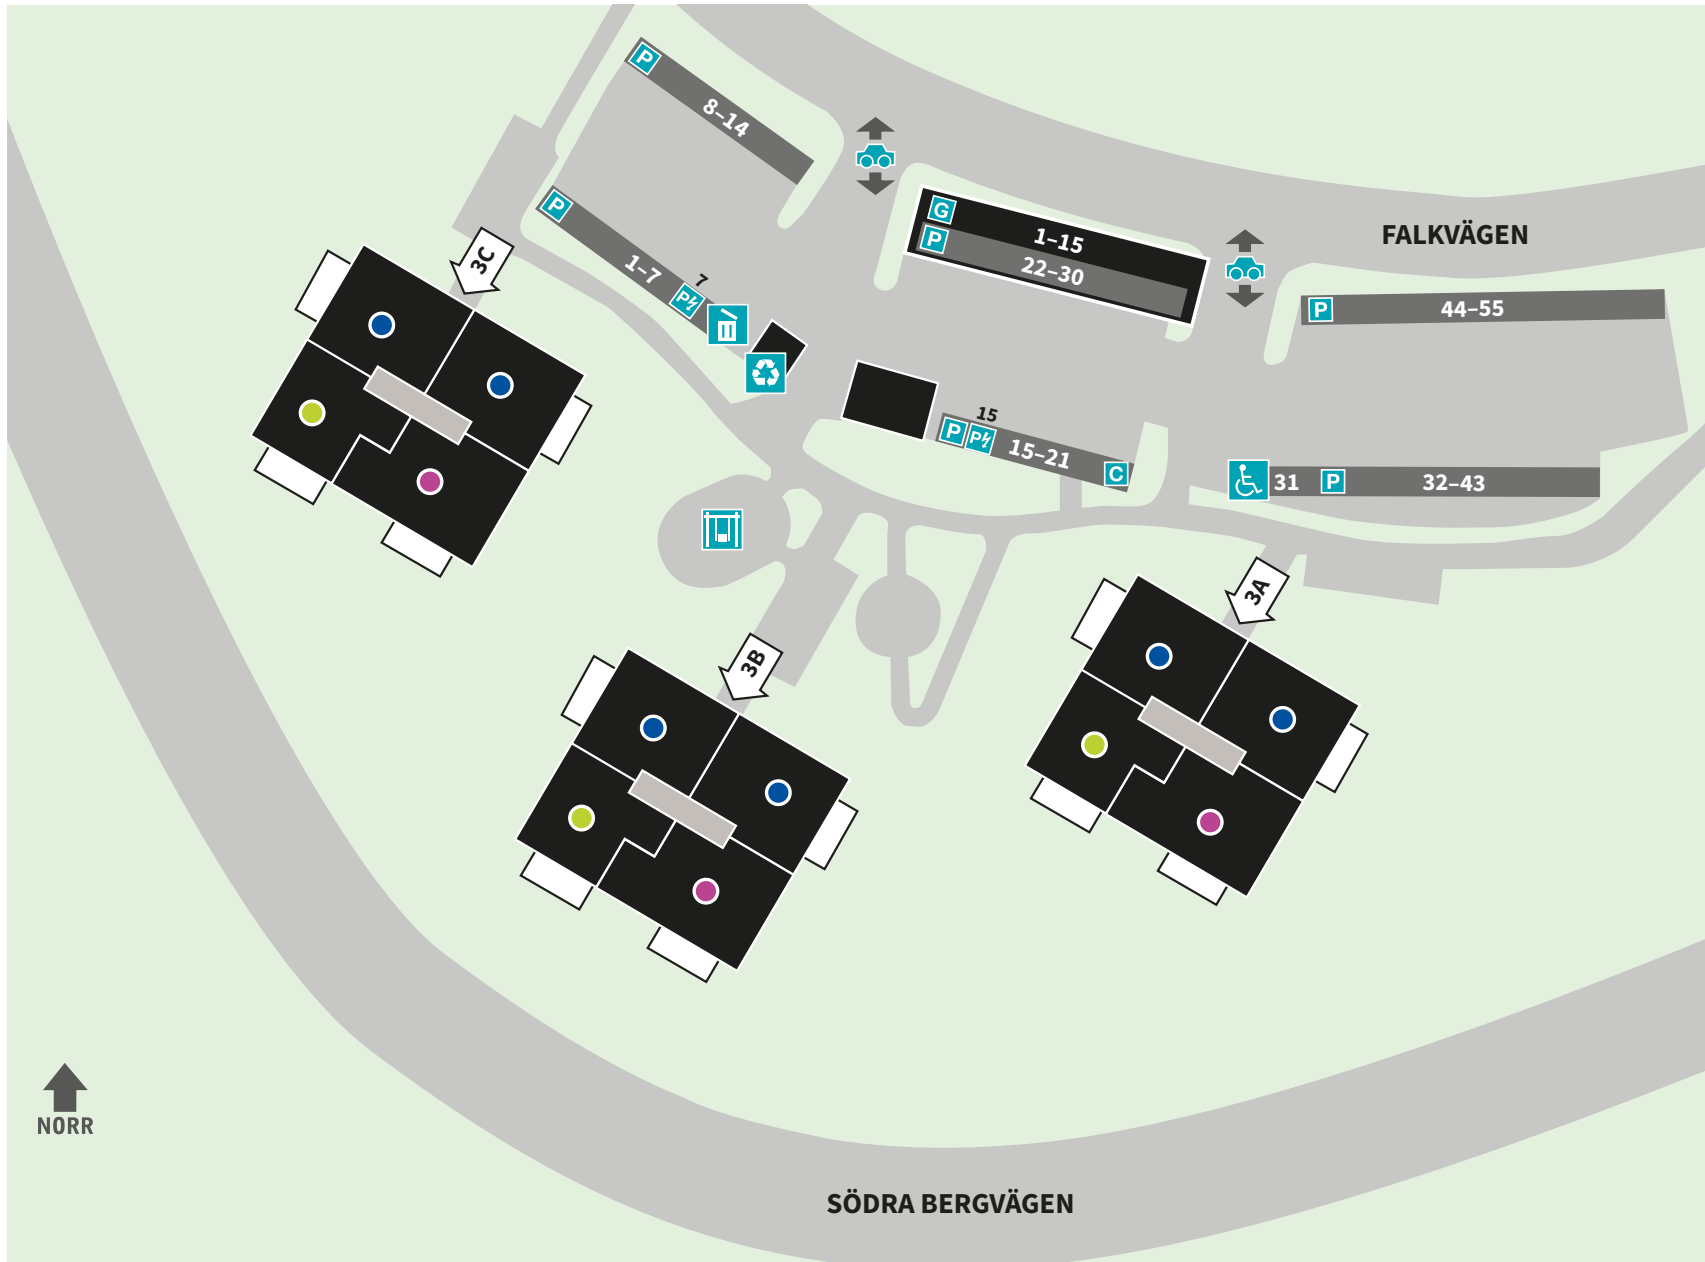 P
8–14
P
1–7
7
P
G
1–15
P
22–30
FALKVÄGEN
P
44–55
3C
15
P
P
15–21
C
31
P
32–43
3A
3B
NORR
SÖDRA BERGVÄGEN